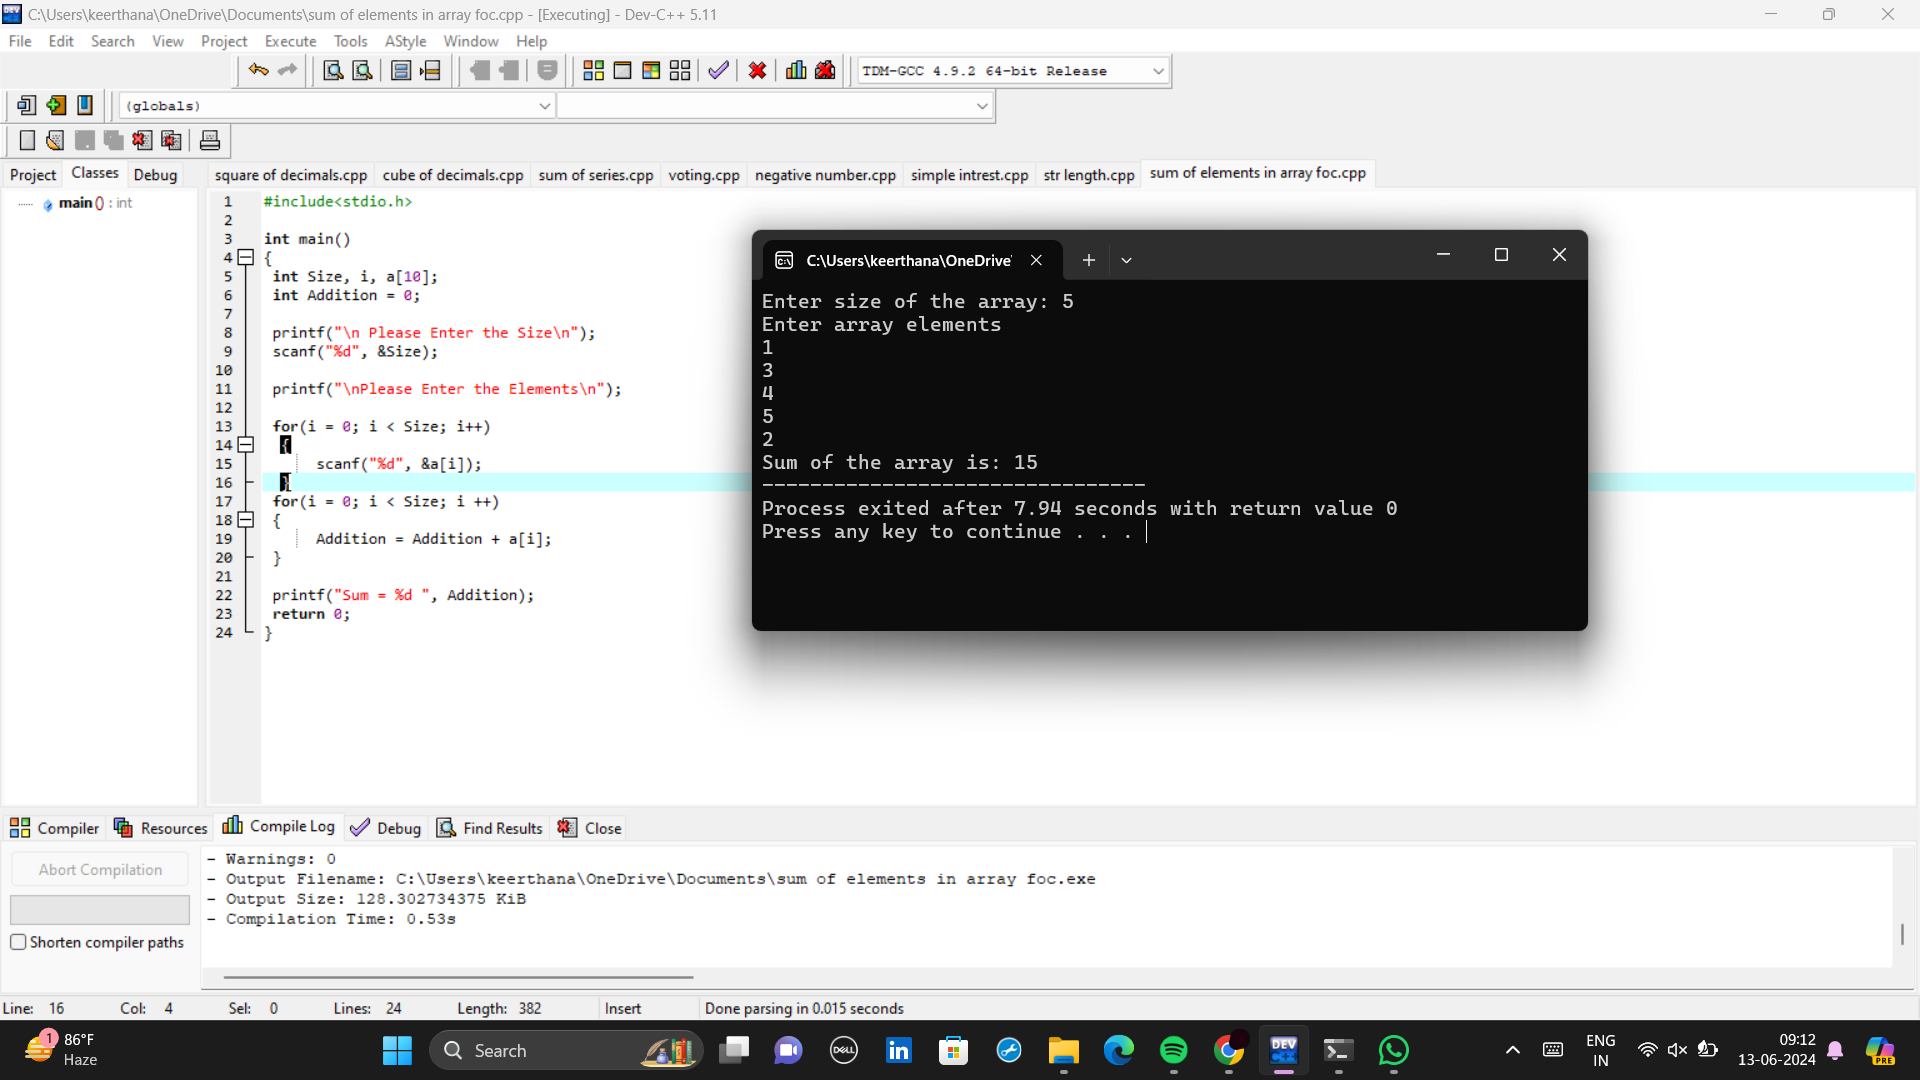 C:\Users\keerthana\OneDrive\Documents\sum of elements in array foc.cpp - [Executing] - Dev-C++ 5.11
File Edit Search View Project Execute Tools AStyle Window Help
TDM-GCC 4.9.2 64-bit Release
(globals)
Project Classes Debug
square of decimals.cpp cube of decimals.cpp sum of series.cpp voting.cpp negative number.cpp simple intrest.cpp str length.cpp sum of elements in array foc.cpp
main () : int
1 #include<stdio.h>
2
3 int main()
4 {
5 int Size, i, a[10];
6 int Addition = 0;
7
8 printf("\n Please Enter the Size\n");
9 scanf("%d", &Size);
10
11 printf("\nPlease Enter the Elements\n");
12
13 for(i = 0; i < Size; i++)
14 {
15 scanf("%d", &a[i]);
16 }
17 for(i = 0; i < Size; i ++)
18 {
19 Addition = Addition + a[i];
20 }
21
22 printf("Sum = %d ", Addition);
23 return 0;
24 }
C:\Users\keerthana\OneDrive'
Enter size of the array: 5
Enter array elements
1
3
4
5
2
Sum of the array is: 15
--------------------------------
Process exited after 7.94 seconds with return value 0
Press any key to continue . . .
Compiler Resources Compile Log Debug Find Results Close
Abort Compilation
Shorten compiler paths
- Warnings: 0
- Output Filename: C:\Users\keerthana\OneDrive\Documents\sum of elements in array foc.exe
- Output Size: 128.302734375 KiB
- Compilation Time: 0.53s
Line: 16 Col: 4 Sel: 0 Lines: 24 Length: 382 Insert Done parsing in 0.015 seconds
1
86°F
Haze
Search
DELL
in
DEV
C++
ENG
IN
09:12
13-06-2024
PRE